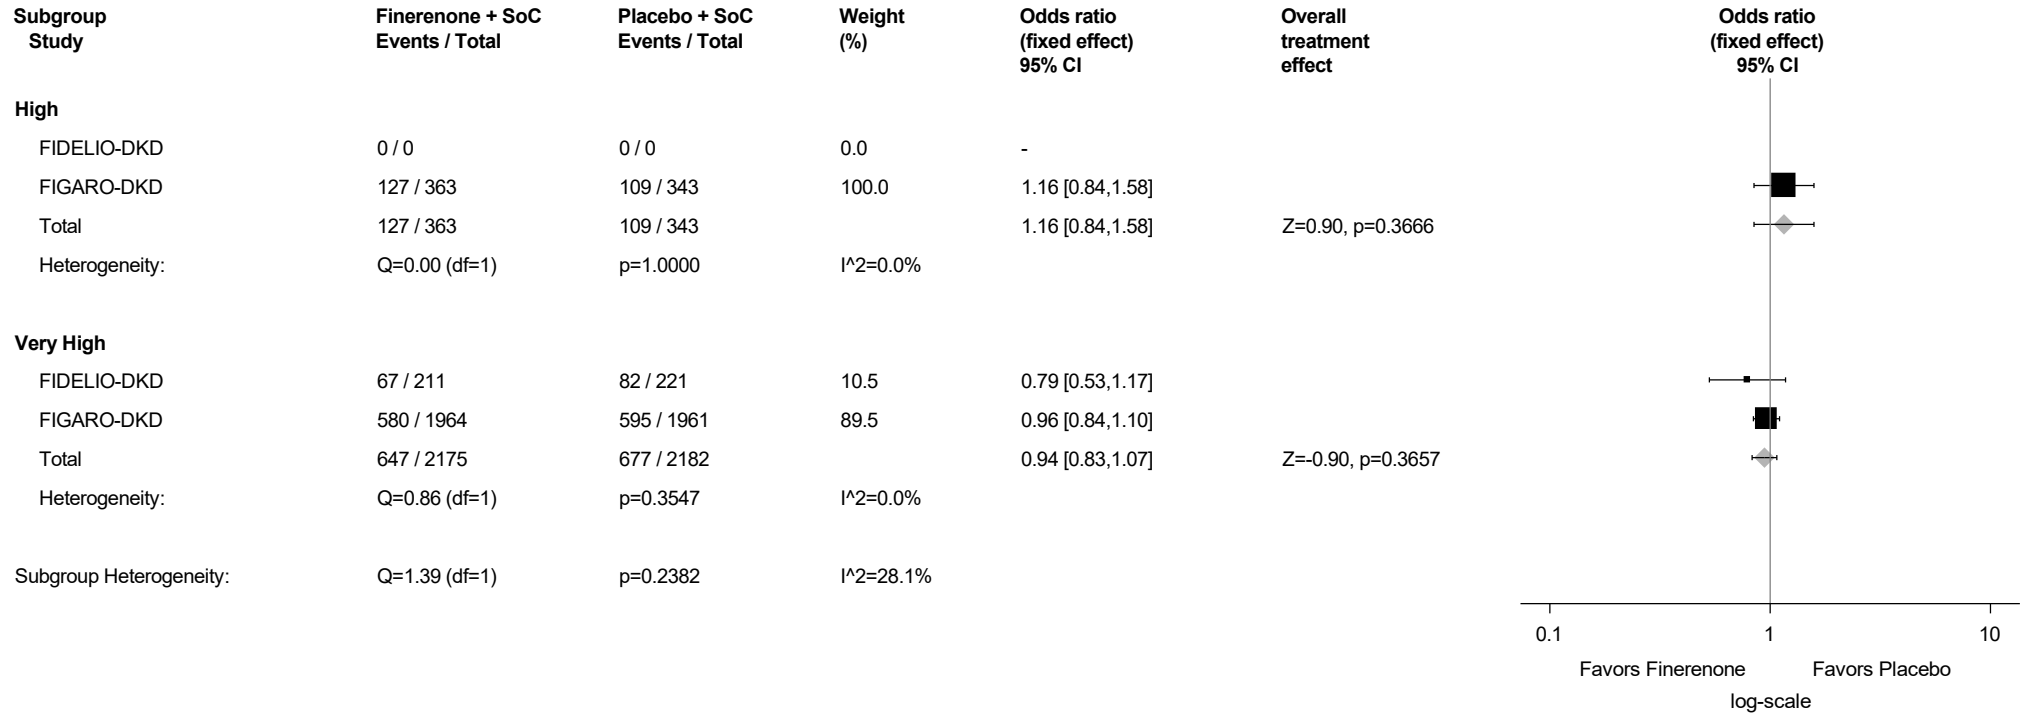 Subgroup Finerenone + SoC Placebo + SoC Weight Odds ratio Overall Odds ratio
Study Events / Total Events / Total (%) (fixed effect) treatment (fixed effect)
95% CI effect 95% CI
High
FIDELIO-DKD 0 / 0 0 / 0 0.0 -
FIGARO-DKD 127 / 363 109 / 343 100.0 1.16 [0.84,1.58]
Total 127 / 363 109 / 343 1.16 [0.84,1.58] Z=0.90, p=0.3666
Heterogeneity: Q=0.00 (df=1) p=1.0000 I^2=0.0%
Very High
FIDELIO-DKD 67 / 211 82 / 221 10.5 0.79 [0.53,1.17]
FIGARO-DKD 580 / 1964 595 / 1961 89.5 0.96 [0.84,1.10]
Total 647 / 2175 677 / 2182 0.94 [0.83,1.07] Z=-0.90, p=0.3657
Heterogeneity: Q=0.86 (df=1) p=0.3547 I^2=0.0%
Subgroup Heterogeneity: Q=1.39 (df=1) p=0.2382 I^2=28.1%
0.1 1 10
Favors Finerenone Favors Placebo
log-scale